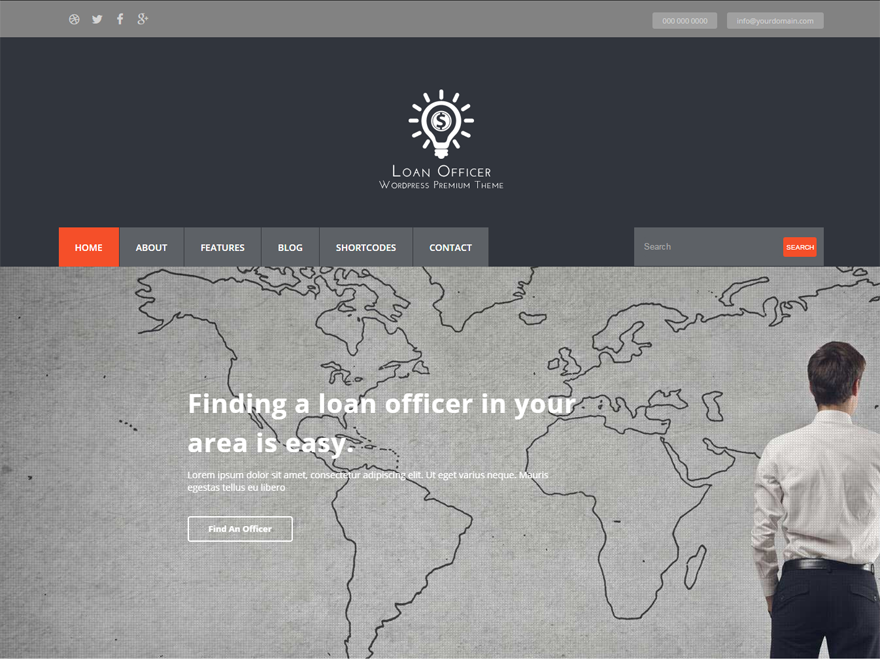 000 000 0000
info@yourdomain.com
Loan Officer
Wordpress Premium Theme
HOME ABOUT FEATURES BLOG SHORTCODES CONTACT
Search SEARCH
Finding a loan officer in your
area is easy.
Lorem ipsum dolor sit amet, consectetur adipiscing elit. Ut eget varius neque. Mauris
egestas tellus eu libero
Find An Officer